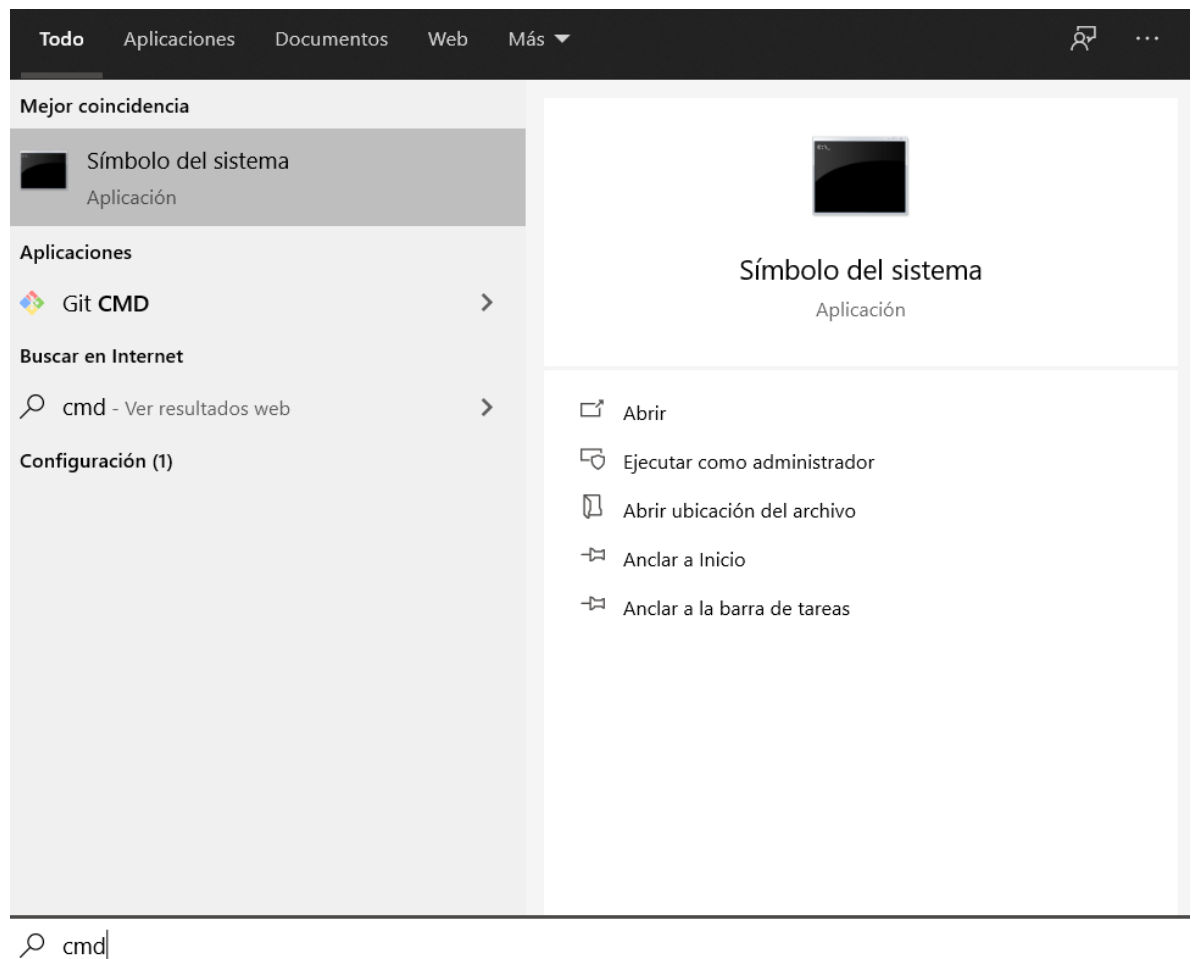 Todo Aplicaciones Documentos Web Más
Mejor coincidencia
Símbolo del sistema
Aplicación
Aplicaciones
Git CMD
Buscar en Internet
cmd - Ver resultados web
Configuración (1)
Símbolo del sistema
Aplicación
Abrir
Ejecutar como administrador
Abrir ubicación del archivo
Anclar a Inicio
Anclar a la barra de tareas
cmd